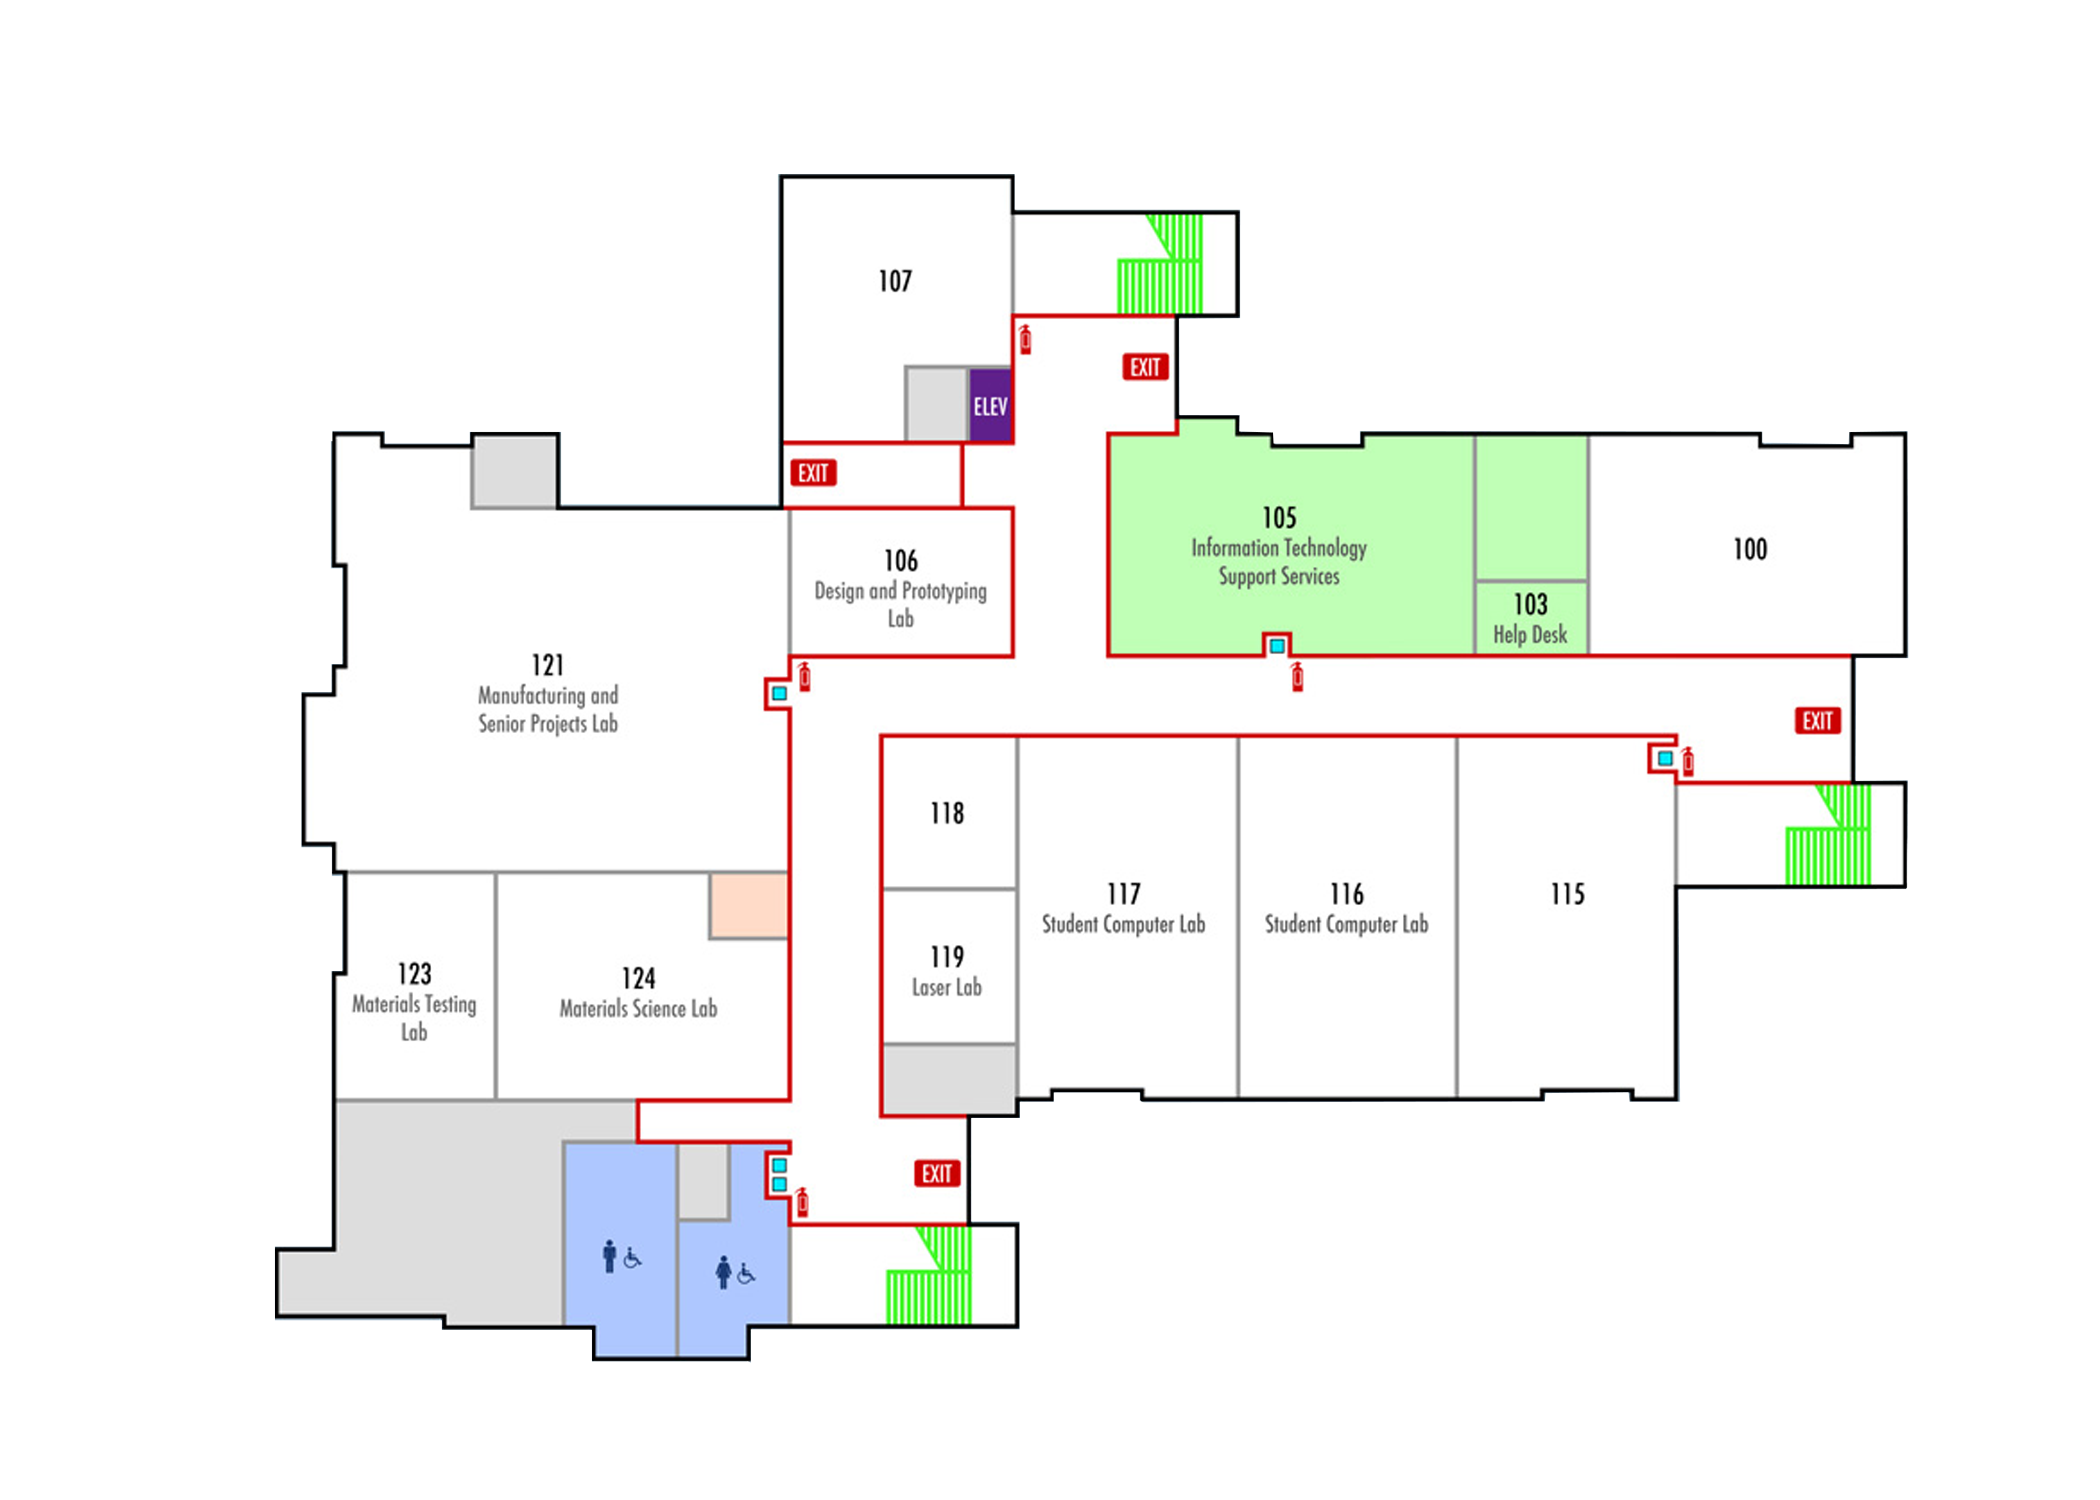 107
EXIT
ELEV
EXIT
105
Information Technology
Support Services
100
106
Design and Prototyping
Lab
103
Help Desk
121
Manufacturing and
Senior Projects Lab
EXIT
118
117
Student Computer Lab
116
Student Computer Lab
115
119
Laser Lab
123
Materials Testing
Lab
124
Materials Science Lab
EXIT